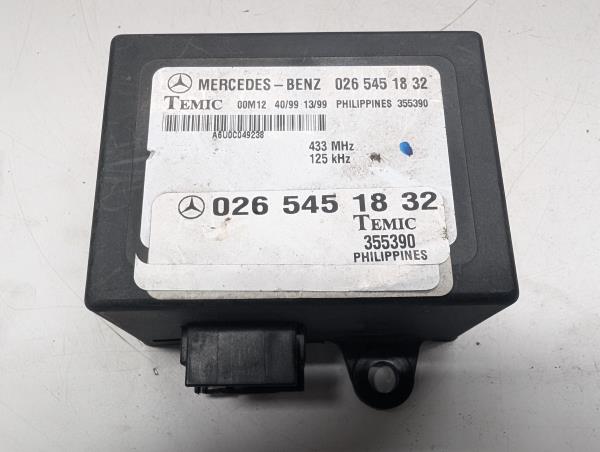 MERCEDES-BENZ 026 545 18 32
TEMIC 00M12 40/99 13/99 PHILIPPINES 355390
A6U0C049238
433 MHz
125 kHz
026 545 18 32
TEMIC
355390
PHILIPPINES